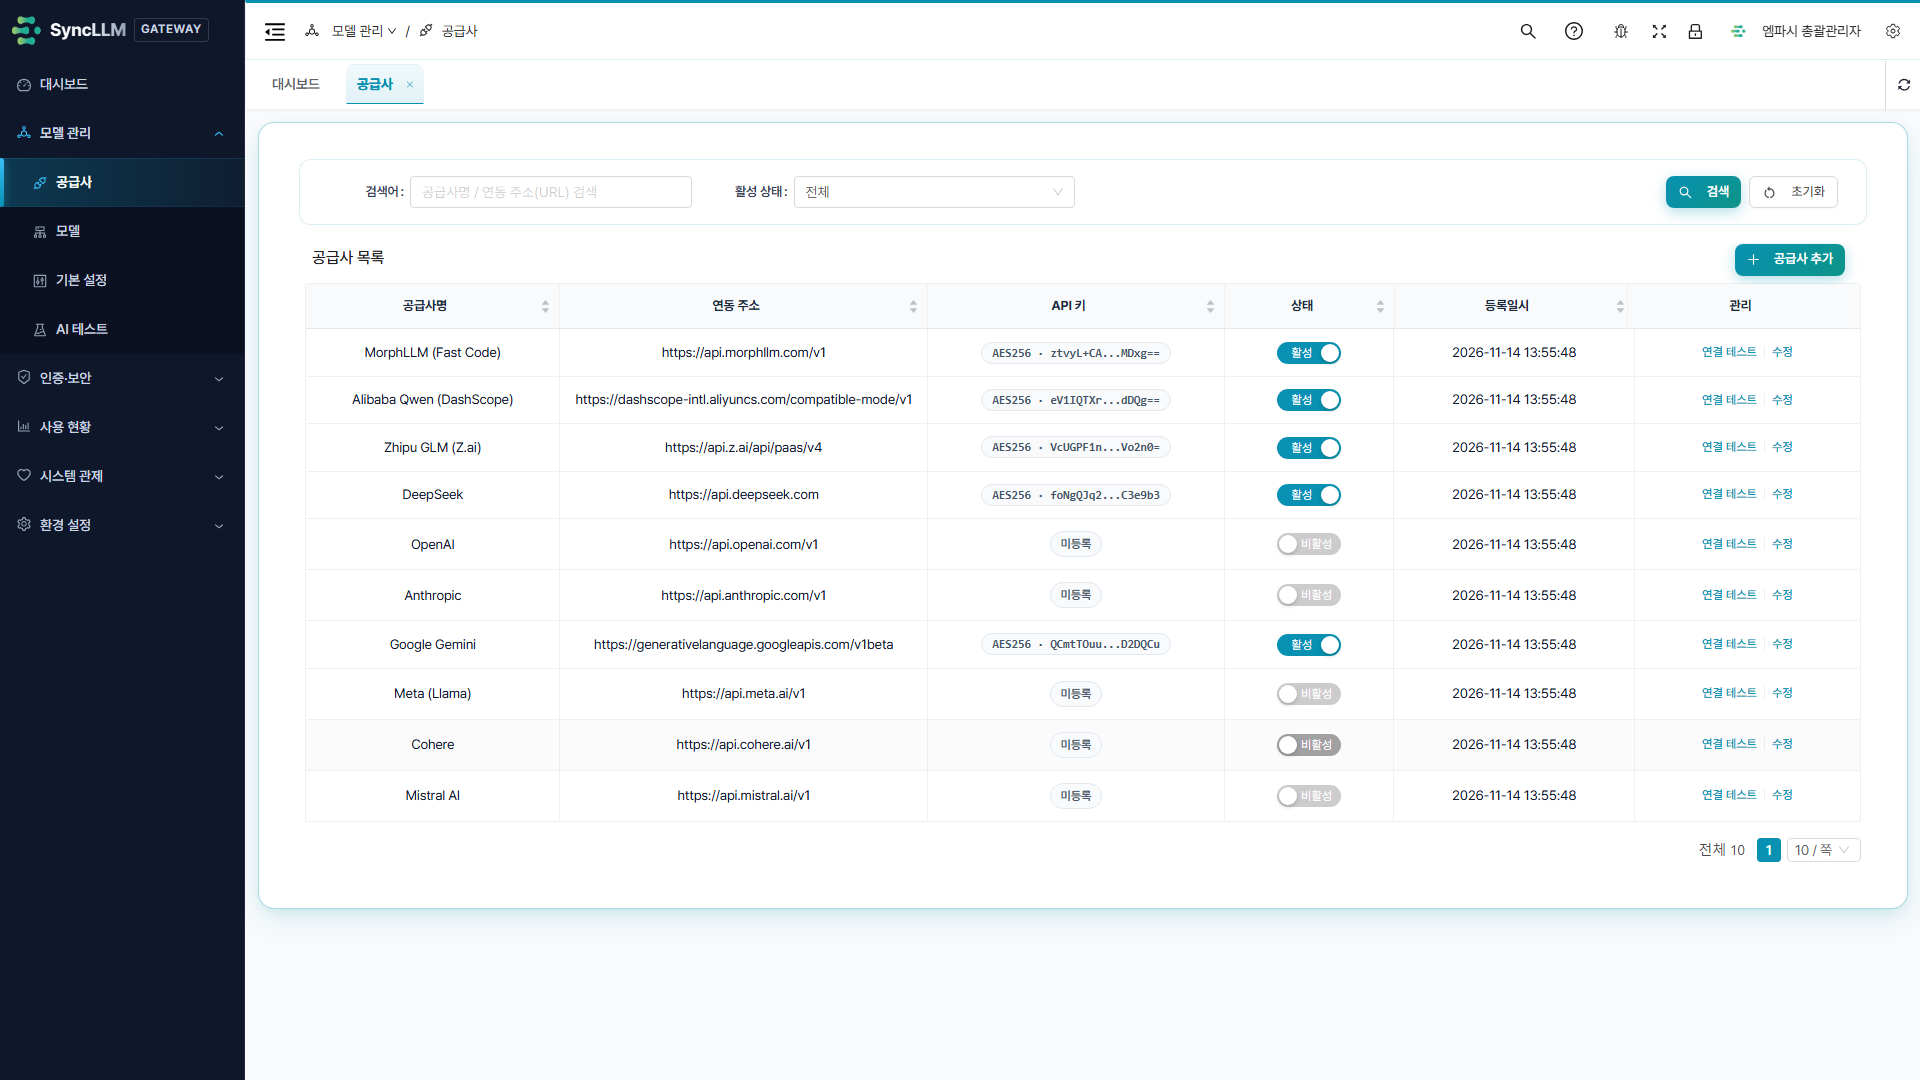 SyncLLM GATEWAY
대시보드
모델 관리
공급사
모델
기본 설정
AI 테스트
인증·보안
사용 현황
시스템 관제
환경 설정
모델 관리 / 공급사
엠파시 총괄관리자
대시보드 공급사 ×
검색어 : 공급사명 / 연동 주소(URL) 검색 활성 상태 : 전체 검색 초기화
공급사 목록 + 공급사 추가
공급사명 연동 주소 API 키 상태 등록일시 관리
MorphLLM (Fast Code) https://api.morphllm.com/v1 AES256 · ztvyL+CA...MDxg== 활성 2026-11-14 13:55:48 연결 테스트 수정
Alibaba Qwen (DashScope) https://dashscope-intl.aliyuncs.com/compatible-mode/v1 AES256 · eV1IQTXr...dDQg== 활성 2026-11-14 13:55:48 연결 테스트 수정
Zhipu GLM (Z.ai) https://api.z.ai/api/paas/v4 AES256 · VcUGPF1n...Vo2n0= 활성 2026-11-14 13:55:48 연결 테스트 수정
DeepSeek https://api.deepseek.com AES256 · foNgQJq2...C3e9b3 활성 2026-11-14 13:55:48 연결 테스트 수정
OpenAI https://api.openai.com/v1 미등록 비활성 2026-11-14 13:55:48 연결 테스트 수정
Anthropic https://api.anthropic.com/v1 미등록 비활성 2026-11-14 13:55:48 연결 테스트 수정
Google Gemini https://generativelanguage.googleapis.com/v1beta AES256 · QCmtTOuu...D2DQCu 활성 2026-11-14 13:55:48 연결 테스트 수정
Meta (Llama) https://api.meta.ai/v1 미등록 비활성 2026-11-14 13:55:48 연결 테스트 수정
Cohere https://api.cohere.ai/v1 미등록 비활성 2026-11-14 13:55:48 연결 테스트 수정
Mistral AI https://api.mistral.ai/v1 미등록 비활성 2026-11-14 13:55:48 연결 테스트 수정
전체 10 1 10 / 쪽